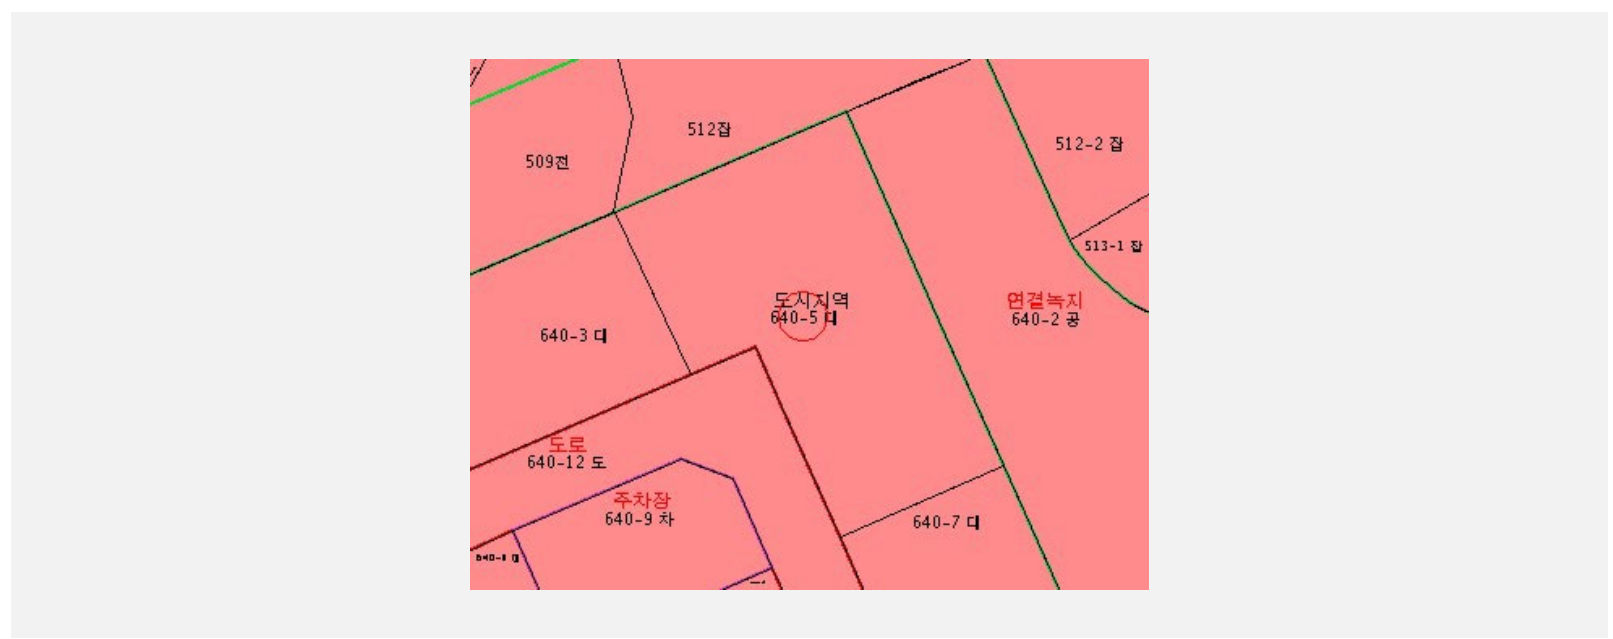 512잡
512-2 잡
509전
513-1 잡
도시지역
640-5 대
연결녹지
640-2 공
640-3 대
도로
640-12 도
주차장
640-9 차
640-7 대